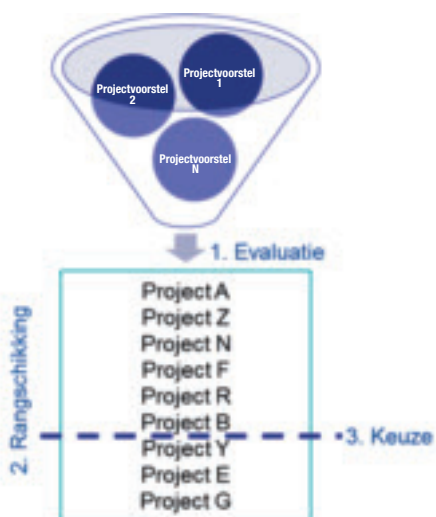 Projectvoorstel
1
Projectvoorstel
2
Projectvoorstel
N
1. Evaluatie
2. Rangschikking
Project A
Project Z
Project N
Project F
Project R
Project B
3. Keuze
Project Y
Project E
Project G